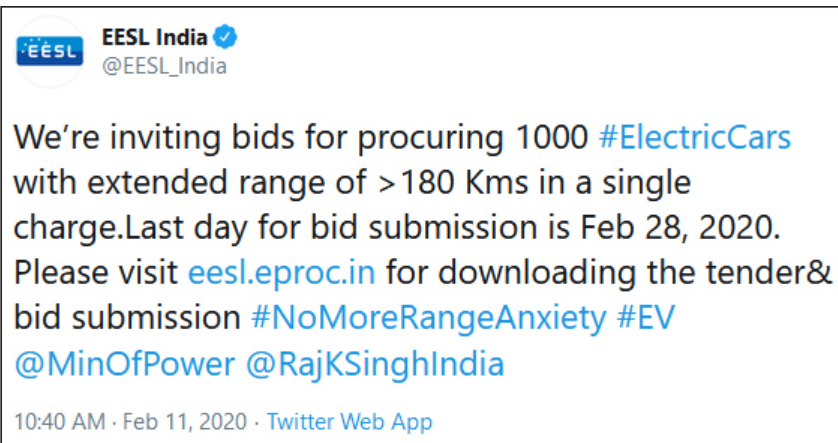 EESL India
EESL
@EESL_India
We're inviting bids for procuring 1000 #ElectricCars
with extended range of >180 Kms in a single
charge.Last day for bid submission is Feb 28, 2020.
Please visit eesl.eproc.in for downloading the tender&
bid submission #NoMoreRangeAnxiety #EV
@MinOfPower @RajKSinghIndia
10:40 AM · Feb 11, 2020 · Twitter Web App